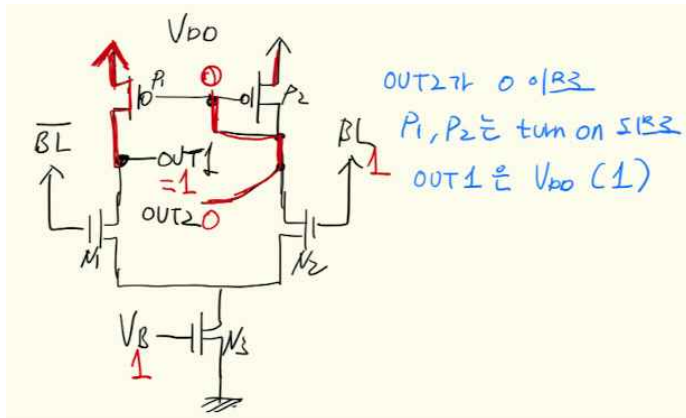 VDD
P1
0
P2
BL
OUT1
=1
BL
1
OUT2 0
N1
N2
VB
1
N3
OUT2가 0 이므로
P1, P2는 turn on 되므로
OUT1은 VDD (1)